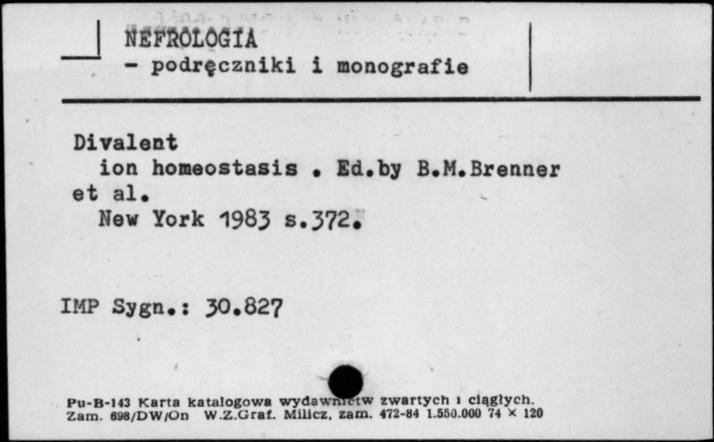 NEFROLOGIA
- podręczniki i monografie
Divalent
ion homeostasis . Ed.by B.M.Brenner
et al.
New York 1983 s.372.
IMP Sygn.: 30.827
Pu-B-143 Karta katalogowa wydawnictw zwartych i ciągłych.
Zam. 698/DW/On W.Z.Graf. Milicz, zam. 472-84 1.550.000 74 × 120